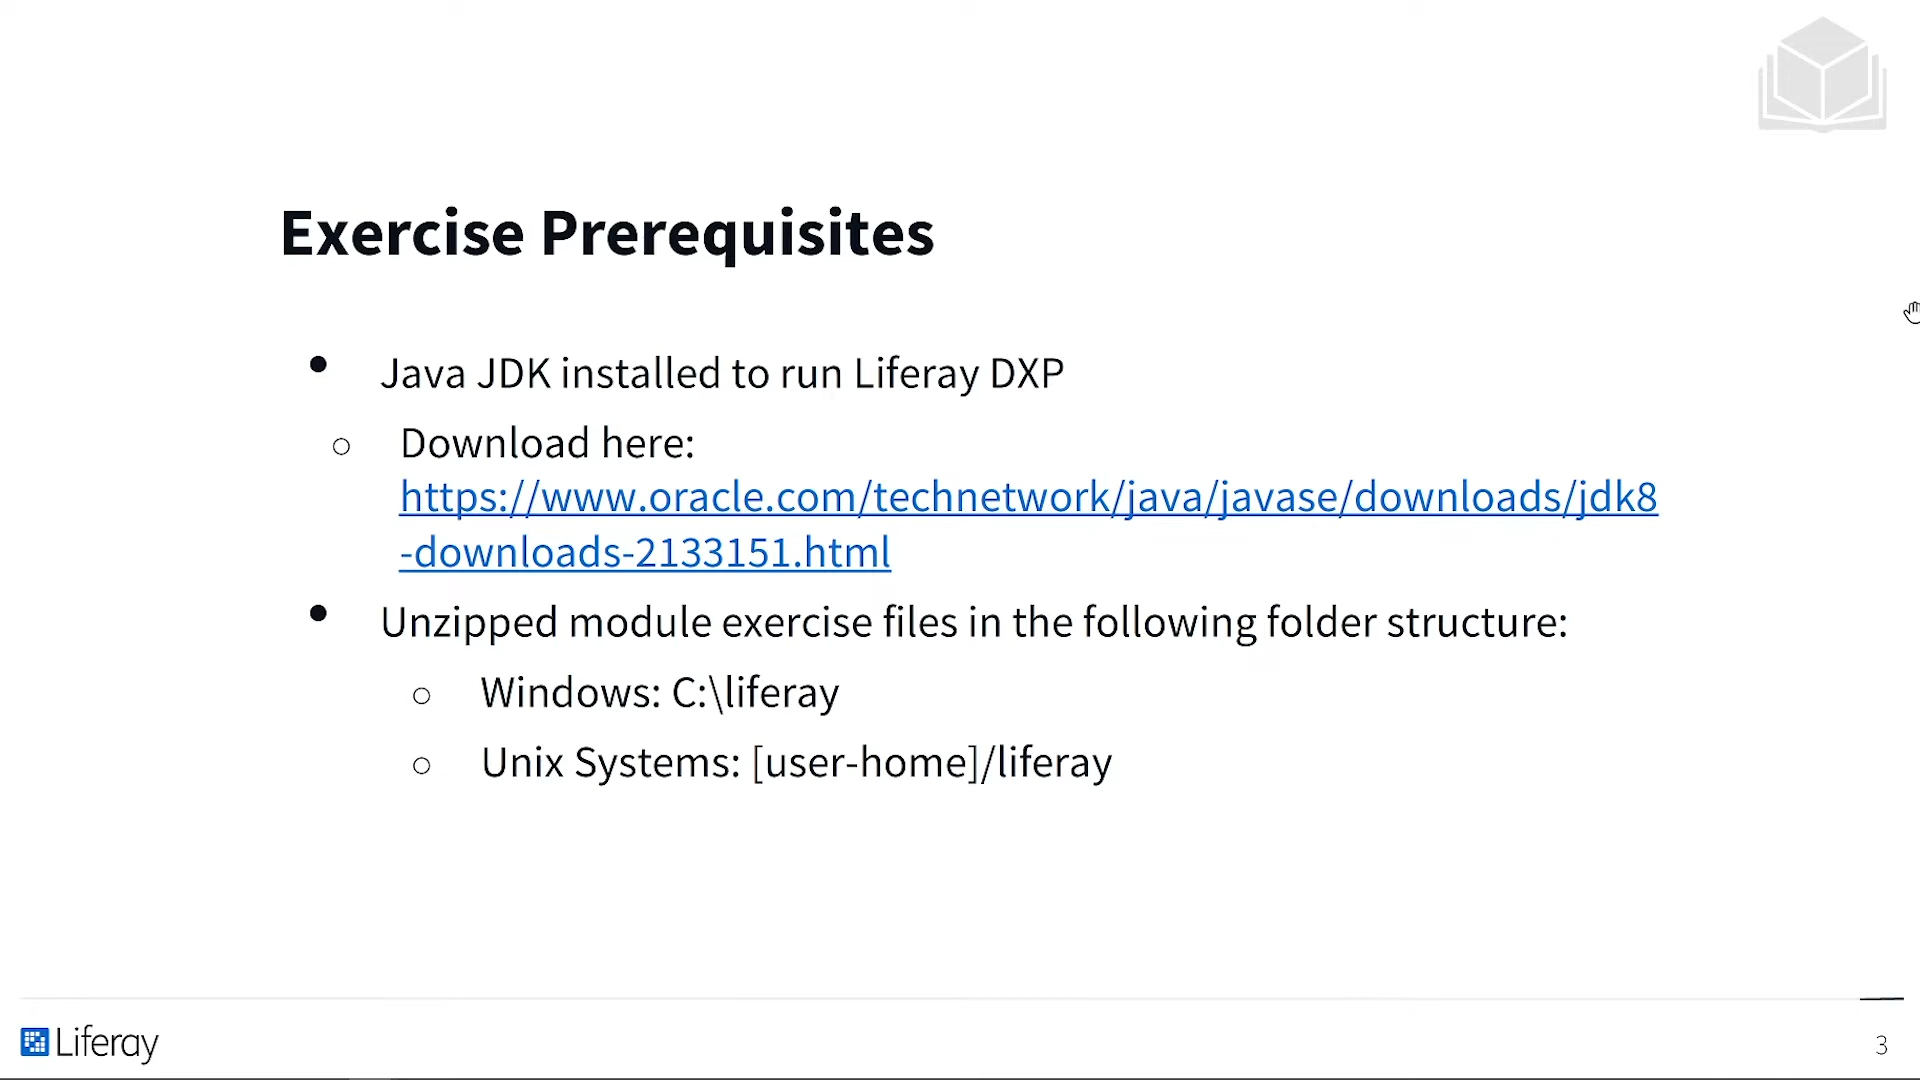 Exercise Prerequisites
• Java JDK installed to run Liferay DXP
○ Download here:
https://www.oracle.com/technetwork/java/javase/downloads/jdk8
-downloads-2133151.html
• Unzipped module exercise files in the following folder structure:
○ Windows: C:\liferay
○ Unix Systems: [user-home]/liferay
Liferay
3